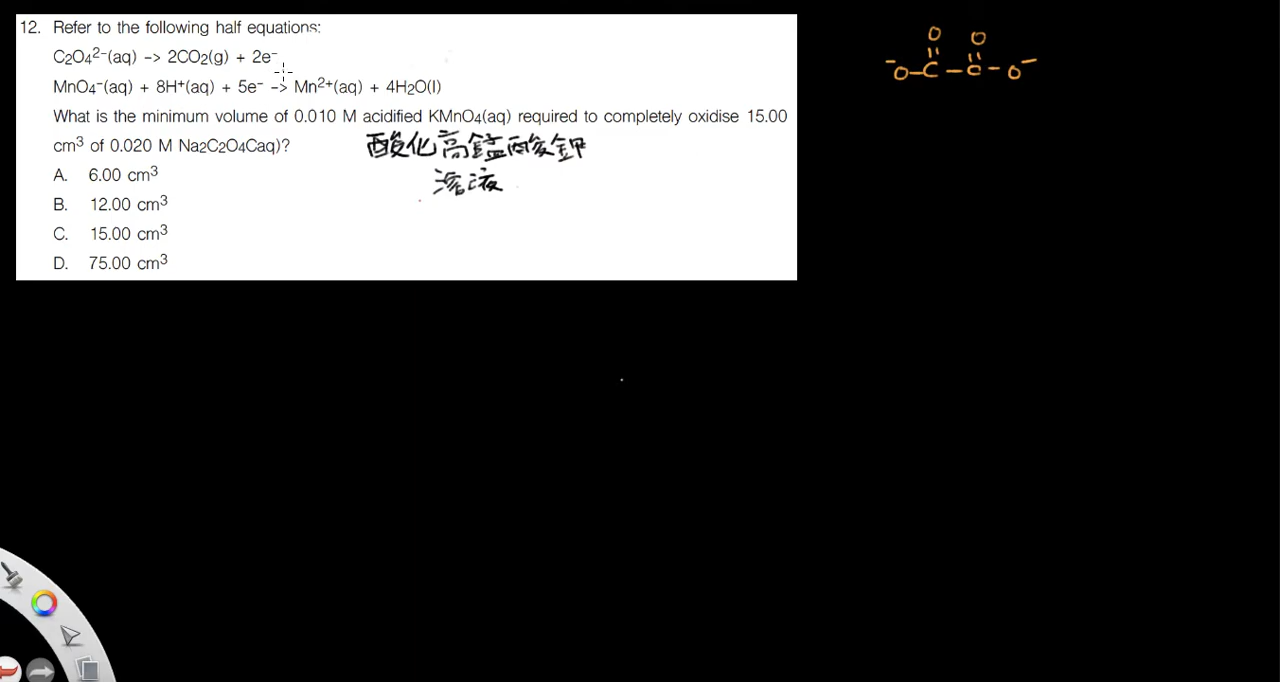 12. Refer to the following half equations:
C2O4²⁻(aq) -> 2CO2(g) + 2e⁻
MnO4⁻(aq) + 8H⁺(aq) + 5e⁻ -> Mn²⁺(aq) + 4H2O(l)
What is the minimum volume of 0.010 M acidified KMnO4(aq) required to completely oxidise 15.00
cm³ of 0.020 M Na2C2O4Caq)?
酸化高錳酸鉀
溶液
A. 6.00 cm³
B. 12.00 cm³
C. 15.00 cm³
D. 75.00 cm³
O O
⁻O-C-C-O⁻